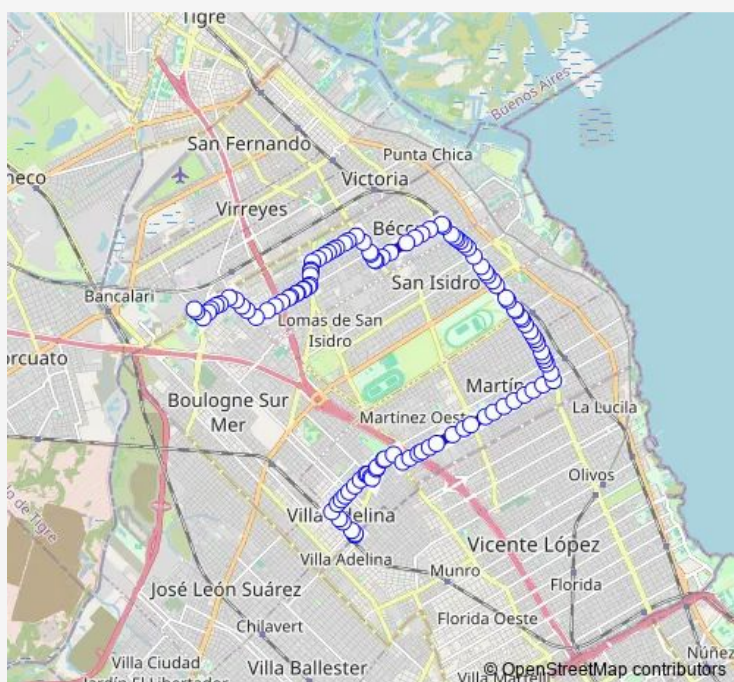 Tigre
Buenos Aires
San Fernando
Punta Chica
Victoria
Virreyes
San Isidro
Bancalari
Lomas de San
Isidro
Boulogne Sur
Mer
Martínez Oeste
La Lucila
Olivos
Villa Adelina
Vicente López
Villa Adelina
Munro
José León Suárez
Florida
Florida Oeste
Chilavert
Villa Ciudad
Villa Ballester
Núñez
© OpenStreetMap contributors